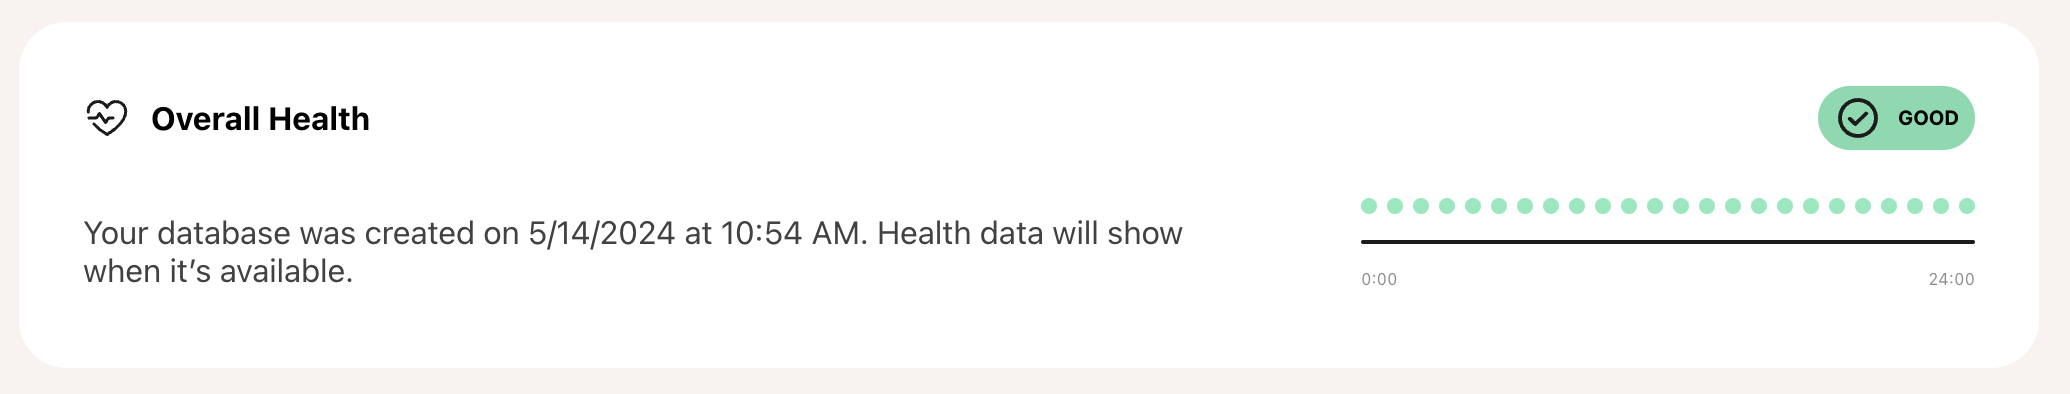 Overall Health
GOOD
Your database was created on 5/14/2024 at 10:54 AM. Health data will show
when it’s available.
0:00
24:00